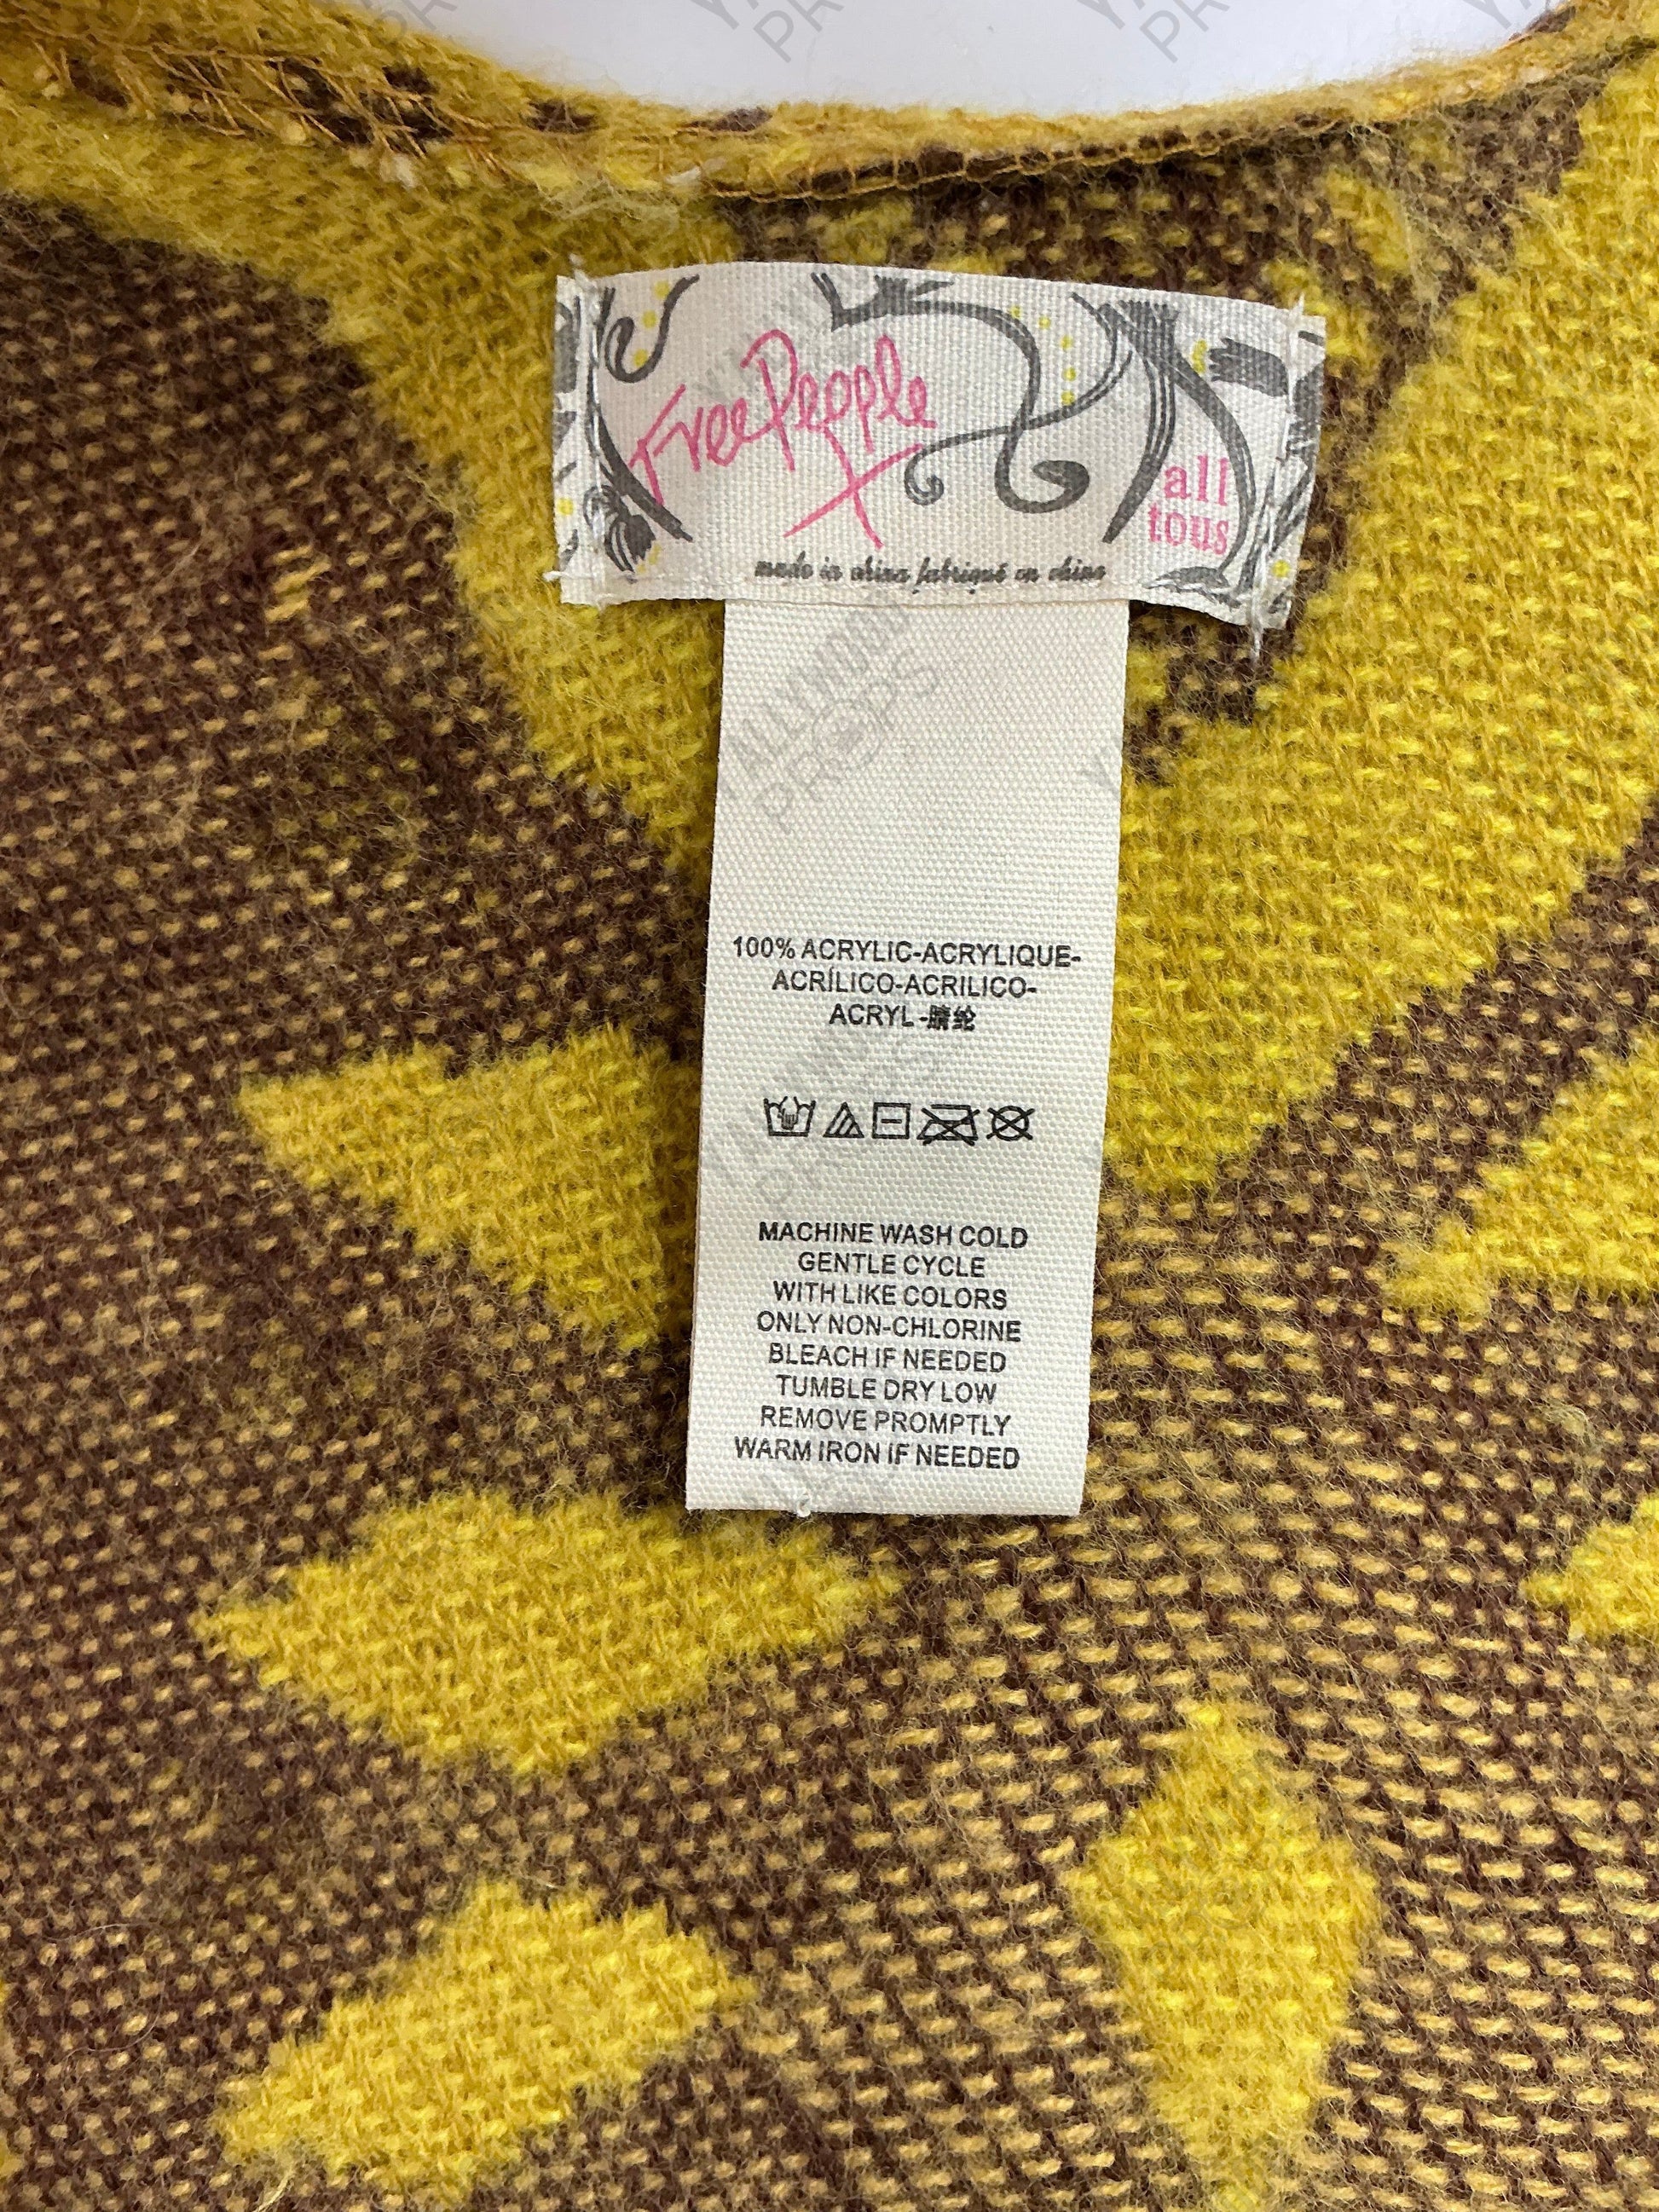 Free People
all
tous
made in china fabriqué en china
100% ACRYLIC-ACRYLIQUE-
ACRÍLICO-ACRILICO-
ACRYL-腈纶
MACHINE WASH COLD
GENTLE CYCLE
WITH LIKE COLORS
ONLY NON-CHLORINE
BLEACH IF NEEDED
TUMBLE DRY LOW
REMOVE PROMPTLY
WARM IRON IF NEEDED